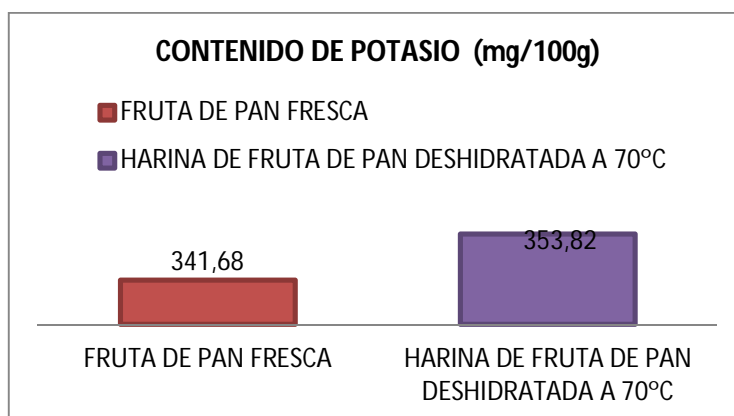 CONTENIDO DE POTASIO (mg/100g)
FRUTA DE PAN FRESCA
HARINA DE FRUTA DE PAN DESHIDRATADA A 70°C
341,68
353,82
FRUTA DE PAN FRESCA
HARINA DE FRUTA DE PAN
DESHIDRATADA A 70°C